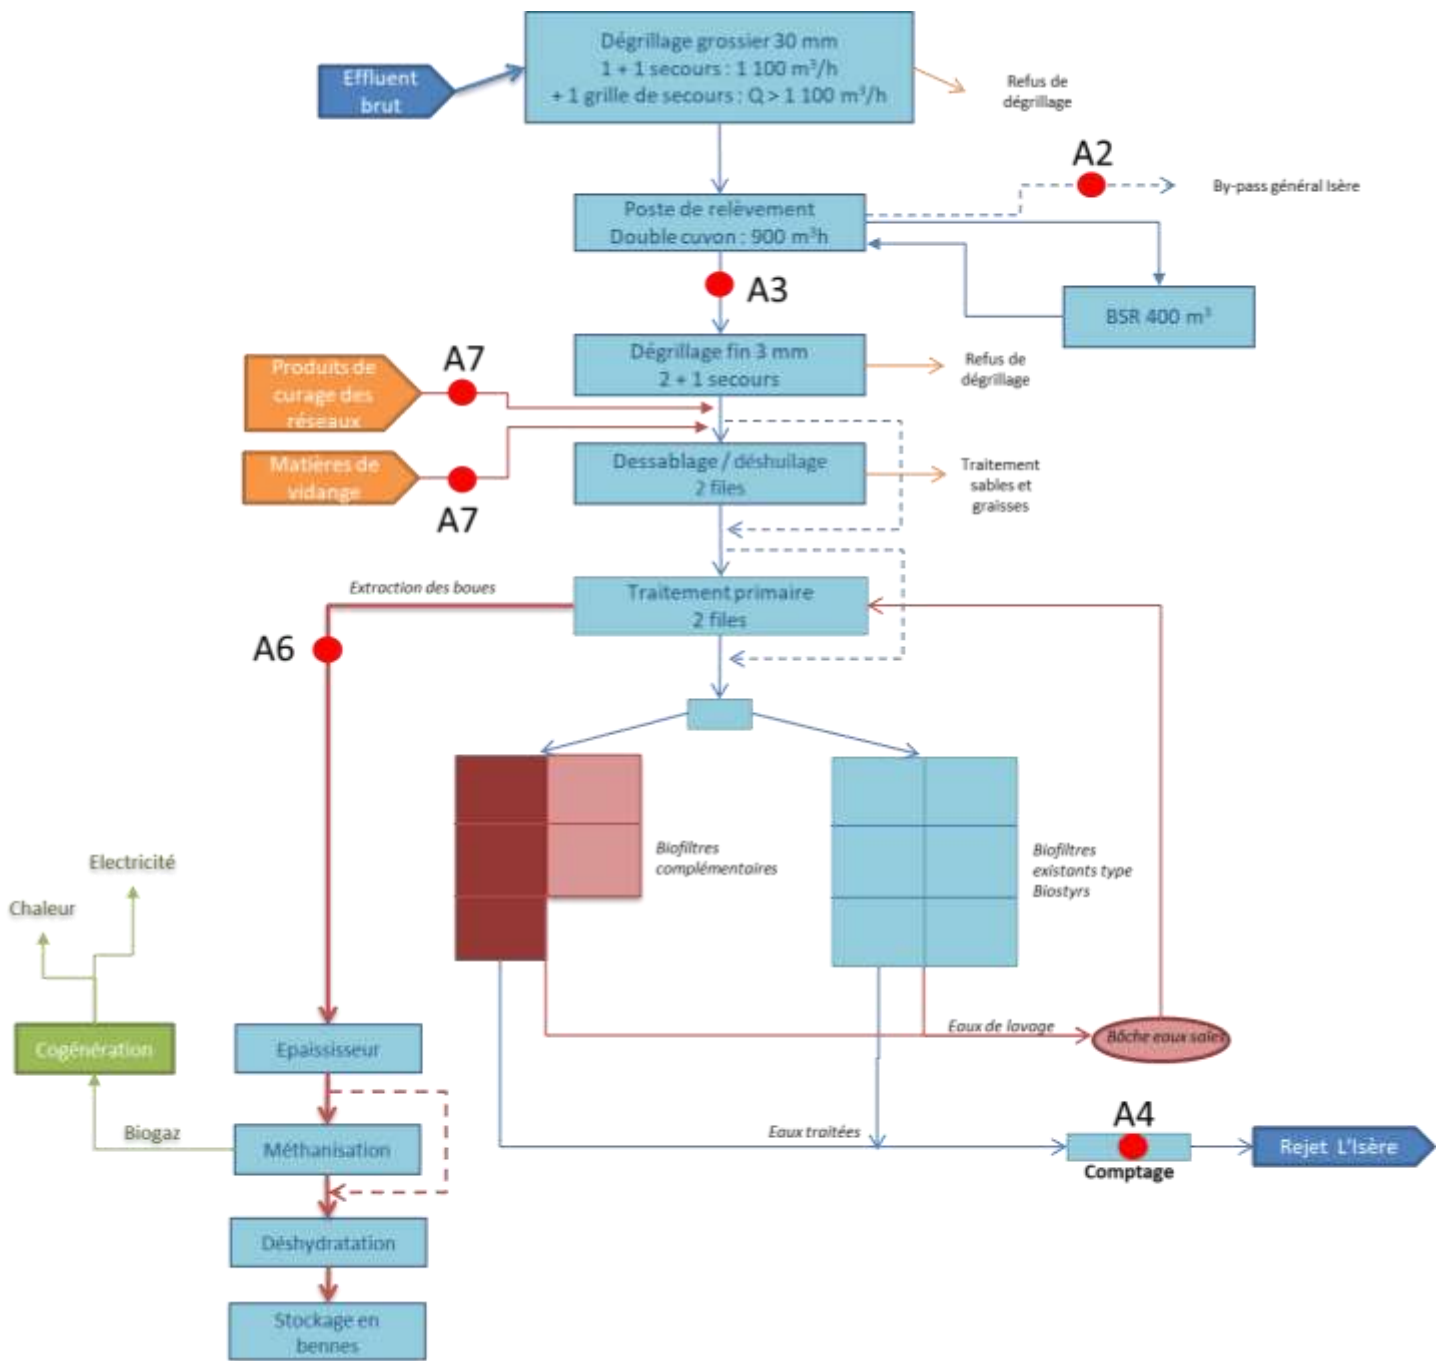 Dégrillage grossier 30 mm
1 + 1 secours : 1 100 m³/h
+ 1 grille de secours : Q > 1 100 m³/h
Effluent
brut
Refus de
dégrillage
A2
By-pass général Isère
Poste de relèvement
Double cuvon : 900 m³h
A3
BSR 400 m³
Dégrillage fin 3 mm
2 + 1 secours
Refus de
dégrillage
A7
Produits de
curage des
réseaux
Matières de
vidange
A7
Dessablage / déshuilage
2 files
Traitement
sables et
graisses
Extraction des boues
Traitement primaire
2 files
A6
Biofiltres
complémentaires
Biofiltres
existants type
Biostyrs
Electricité
Chaleur
Cogénération
Epaississeur
Eaux de lavage
Bâche eaux sales
Biogaz
Méthanisation
Eaux traitées
A4
Comptage
Rejet L'Isère
Déshydratation
Stockage en
bennes